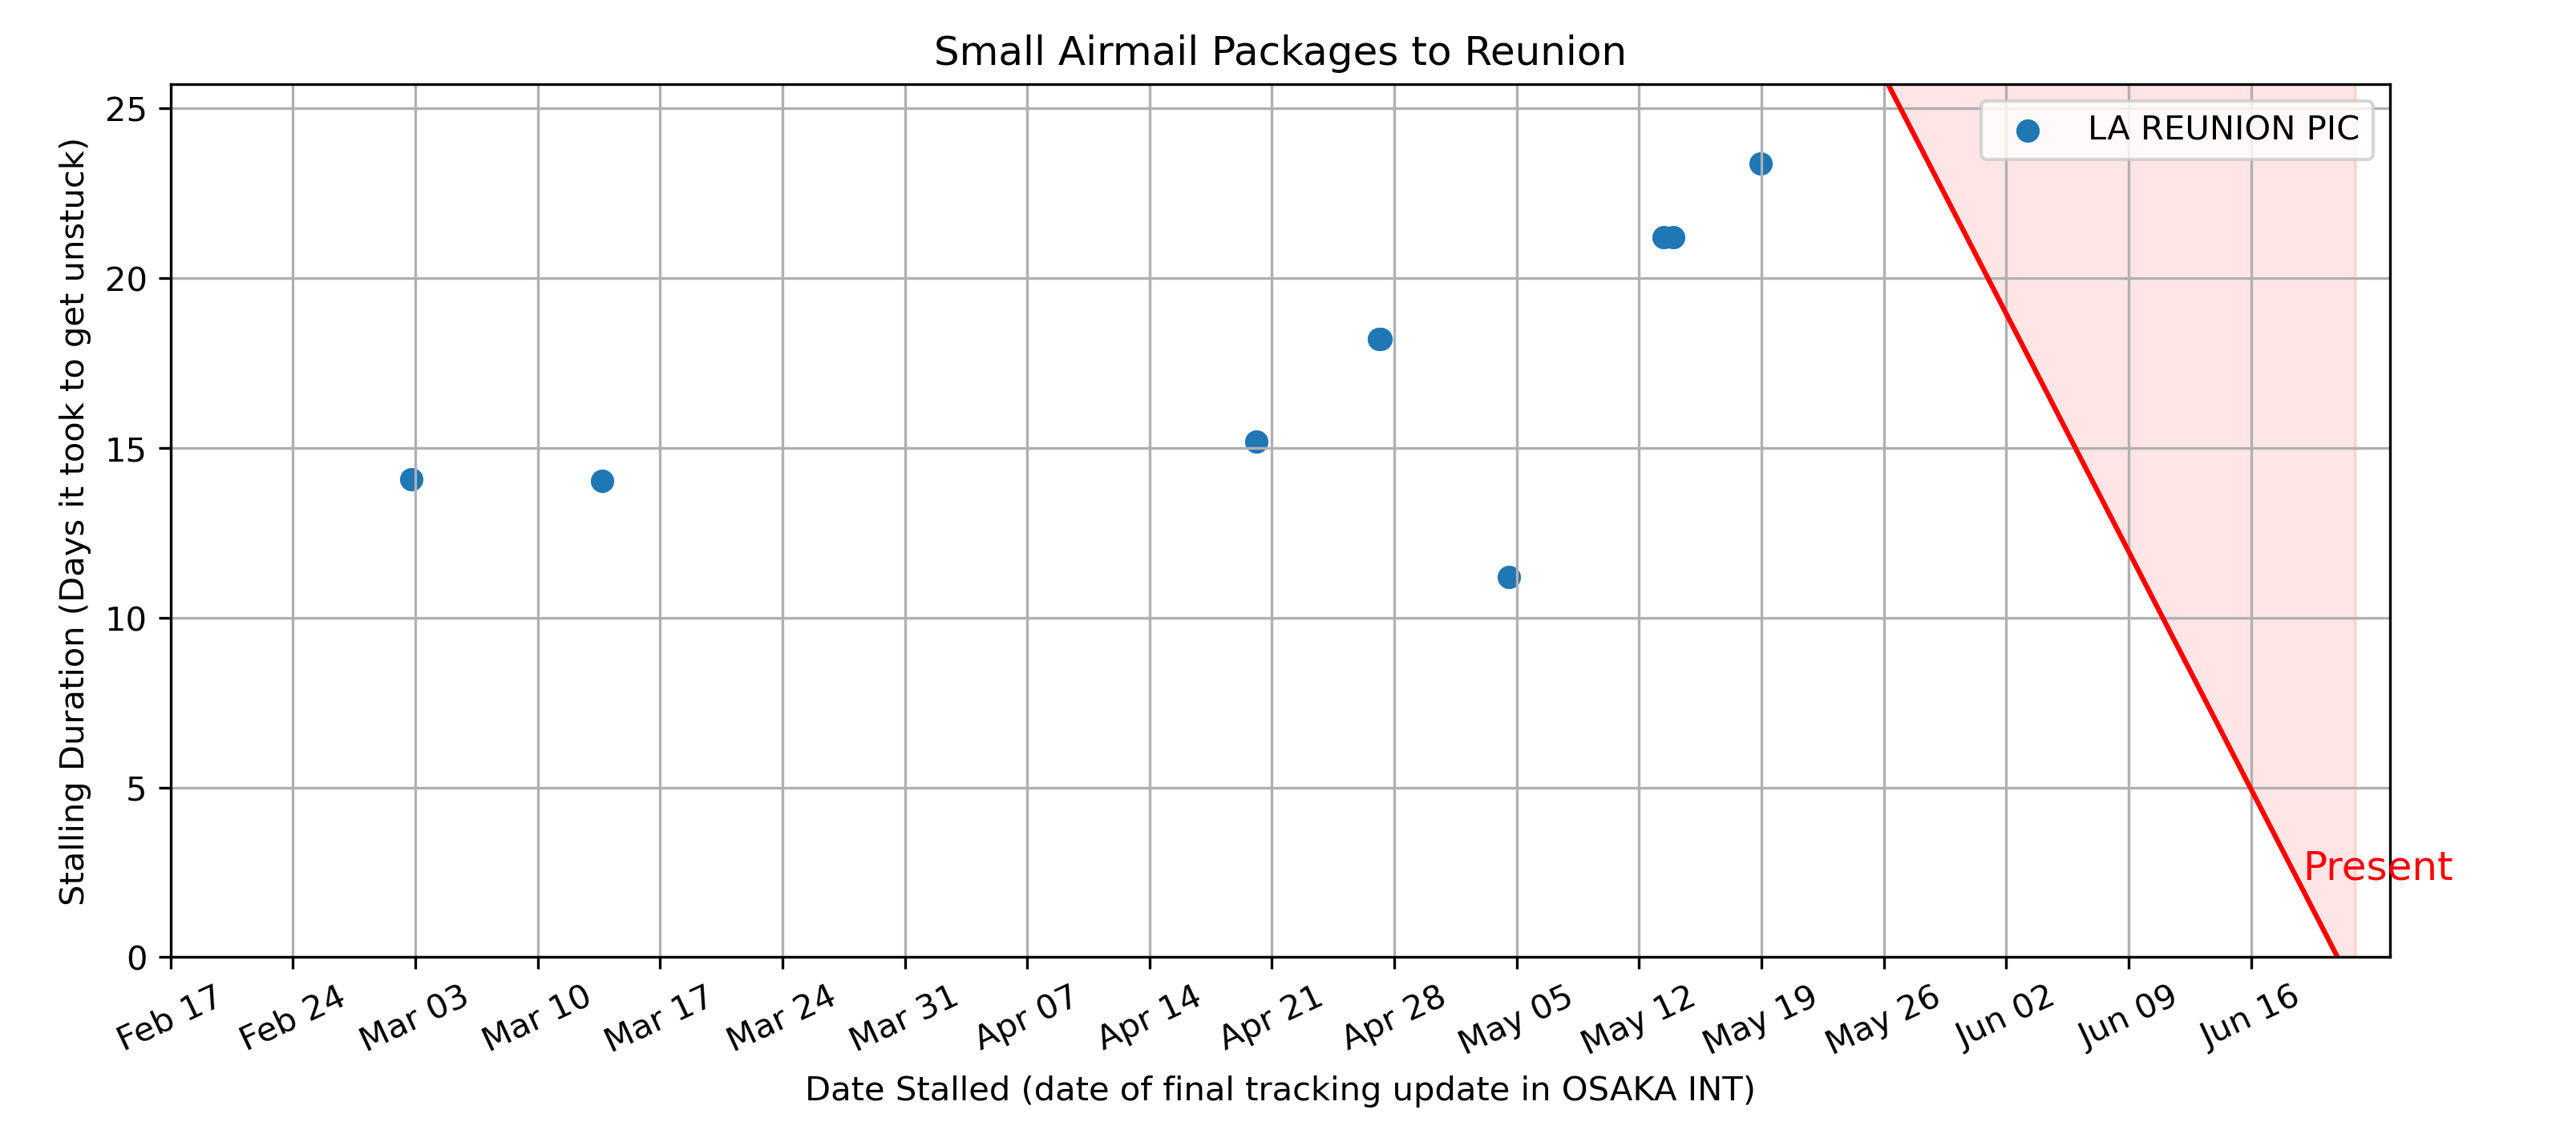 Small Airmail Packages to Reunion
LA REUNION PIC
Stalling Duration (Days it took to get unstuck)
25
20
15
10
5
0
Present
Feb 17
Feb 24
Mar 03
Mar 10
Mar 17
Mar 24
Mar 31
Apr 07
Apr 14
Apr 21
Apr 28
May 05
May 12
May 19
May 26
Jun 02
Jun 09
Jun 16
Date Stalled (date of final tracking update in OSAKA INT)